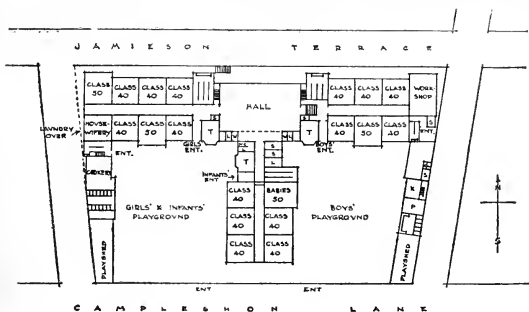 JAMIESON TERRACE
CLASS 50 CLASS 40 CLASS 40 CLASS 40
HALL
CLASS 40 CLASS 40 CLASS 40 WORK SHOP
LAUNDRY OVER
HOUSE-WIFERY CLASS 40 CLASS 50 CLASS 40
T
T
CLASS 40 CLASS 50 CLASS 40
S
ENT.
ENT.
GIRLS' ENT.
BOYS' ENT.
COOKERY
T
S
S
L
INFANTS' ENT
GIRLS' & INFANTS' PLAYGROUND
CLASS 40 BABIES 50
BOYS' PLAYGROUND
CLASS 40 CLASS 40
CLASS 40 CLASS 40
S
K
P
PLAYSHED
PLAYSHED
N
S
ENT ENT
CAMPLESHON LANE